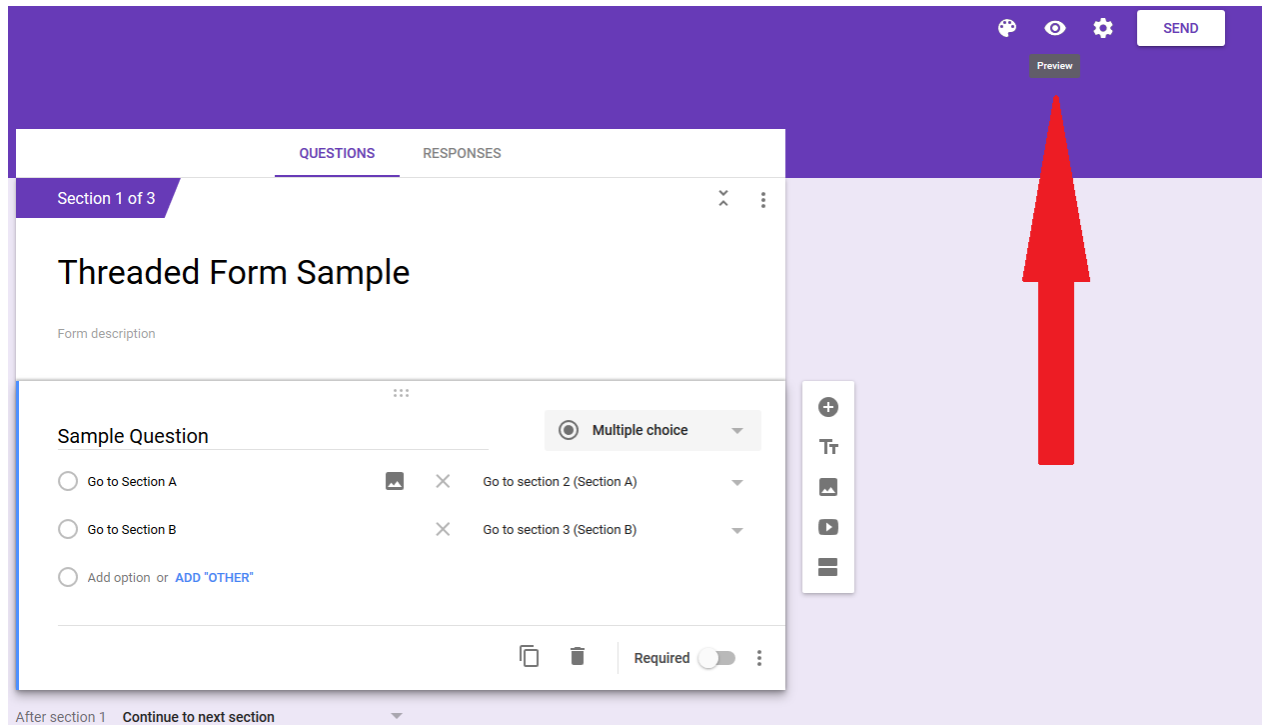 SEND
Preview
QUESTIONS RESPONSES
Section 1 of 3
Threaded Form Sample
Form description
Sample Question
Multiple choice
Go to Section A Go to section 2 (Section A)
Go to Section B Go to section 3 (Section B)
Add option or ADD "OTHER"
Required
After section 1 Continue to next section